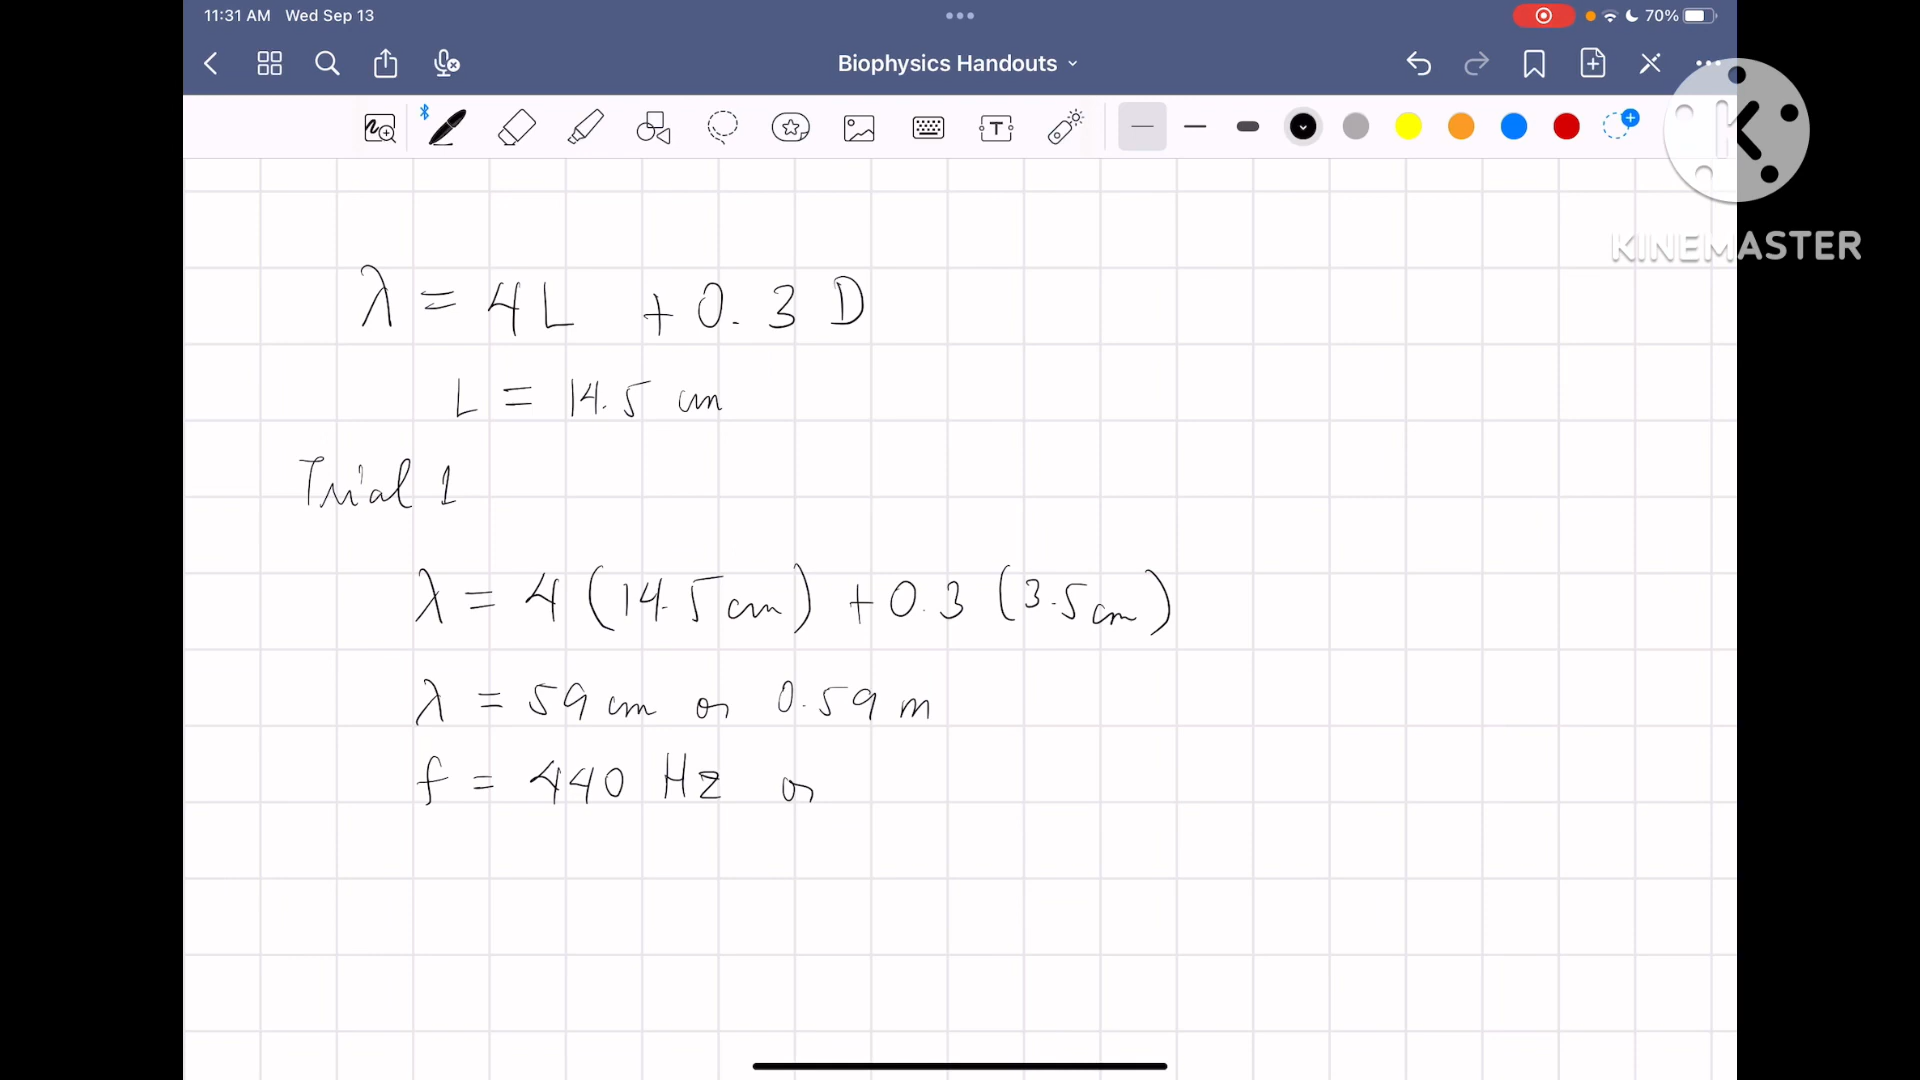 11:31 AM Wed Sep 13
70%
Biophysics Handouts
T
K
KINEMASTER
λ = 4L + 0.3 D
L = 14.5 cm
Trial 1
λ = 4 (14.5 cm) + 0.3 (3.5 cm)
λ = 59 cm or 0.59 m
f = 440 Hz or